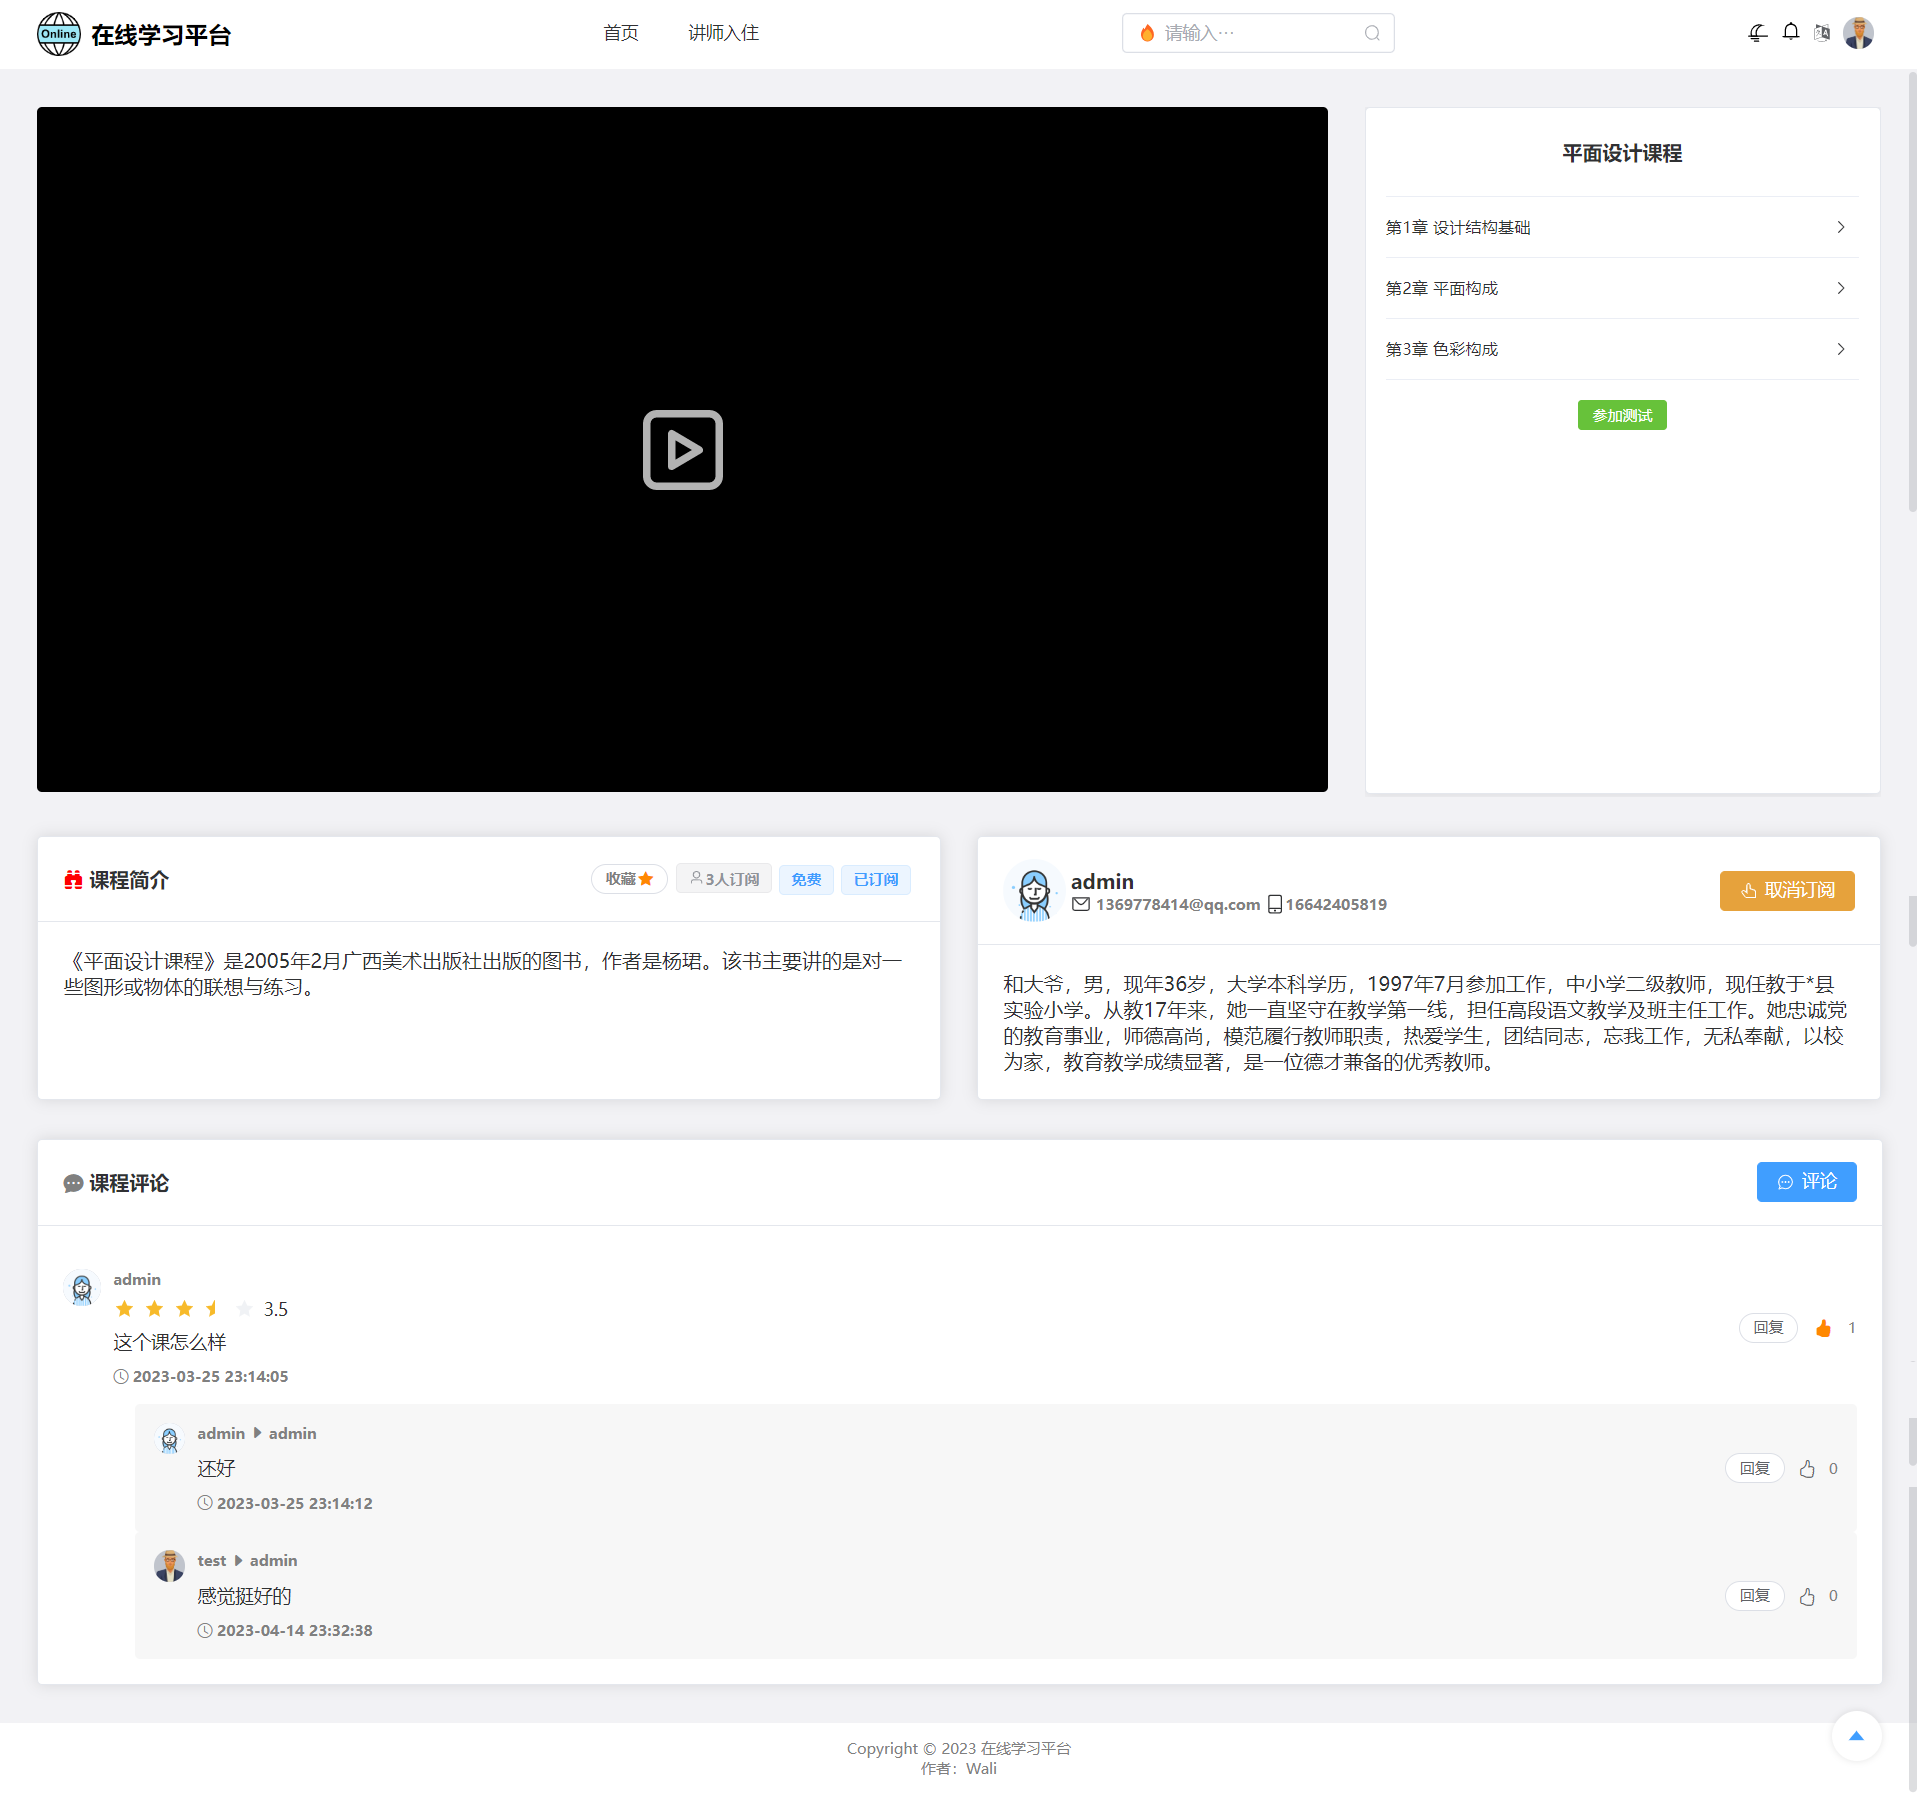 Online 在线学习平台
首页
讲师入住
请输入…
平面设计课程
第1章 设计结构基础
第2章 平面构成
第3章 色彩构成
参加测试
课程简介
收藏
3人订阅
免费
已订阅
《平面设计课程》是2005年2月广西美术出版社出版的图书，作者是杨珺。该书主要讲的是对一
些图形或物体的联想与练习。
admin
1369778414@qq.com 16642405819
取消订阅
和大爷，男，现年36岁，大学本科学历，1997年7月参加工作，中小学二级教师，现任教于*县
实验小学。从教17年来，她一直坚守在教学第一线，担任高段语文教学及班主任工作。她忠诚党
的教育事业，师德高尚，模范履行教师职责，热爱学生，团结同志，忘我工作，无私奉献，以校
为家，教育教学成绩显著，是一位德才兼备的优秀教师。
课程评论
评论
admin
3.5
这个课怎么样
2023-03-25 23:14:05
回复
1
admin admin
还好
2023-03-25 23:14:12
回复
0
test admin
感觉挺好的
2023-04-14 23:32:38
回复
0
Copyright © 2023 在线学习平台
作者：Wali